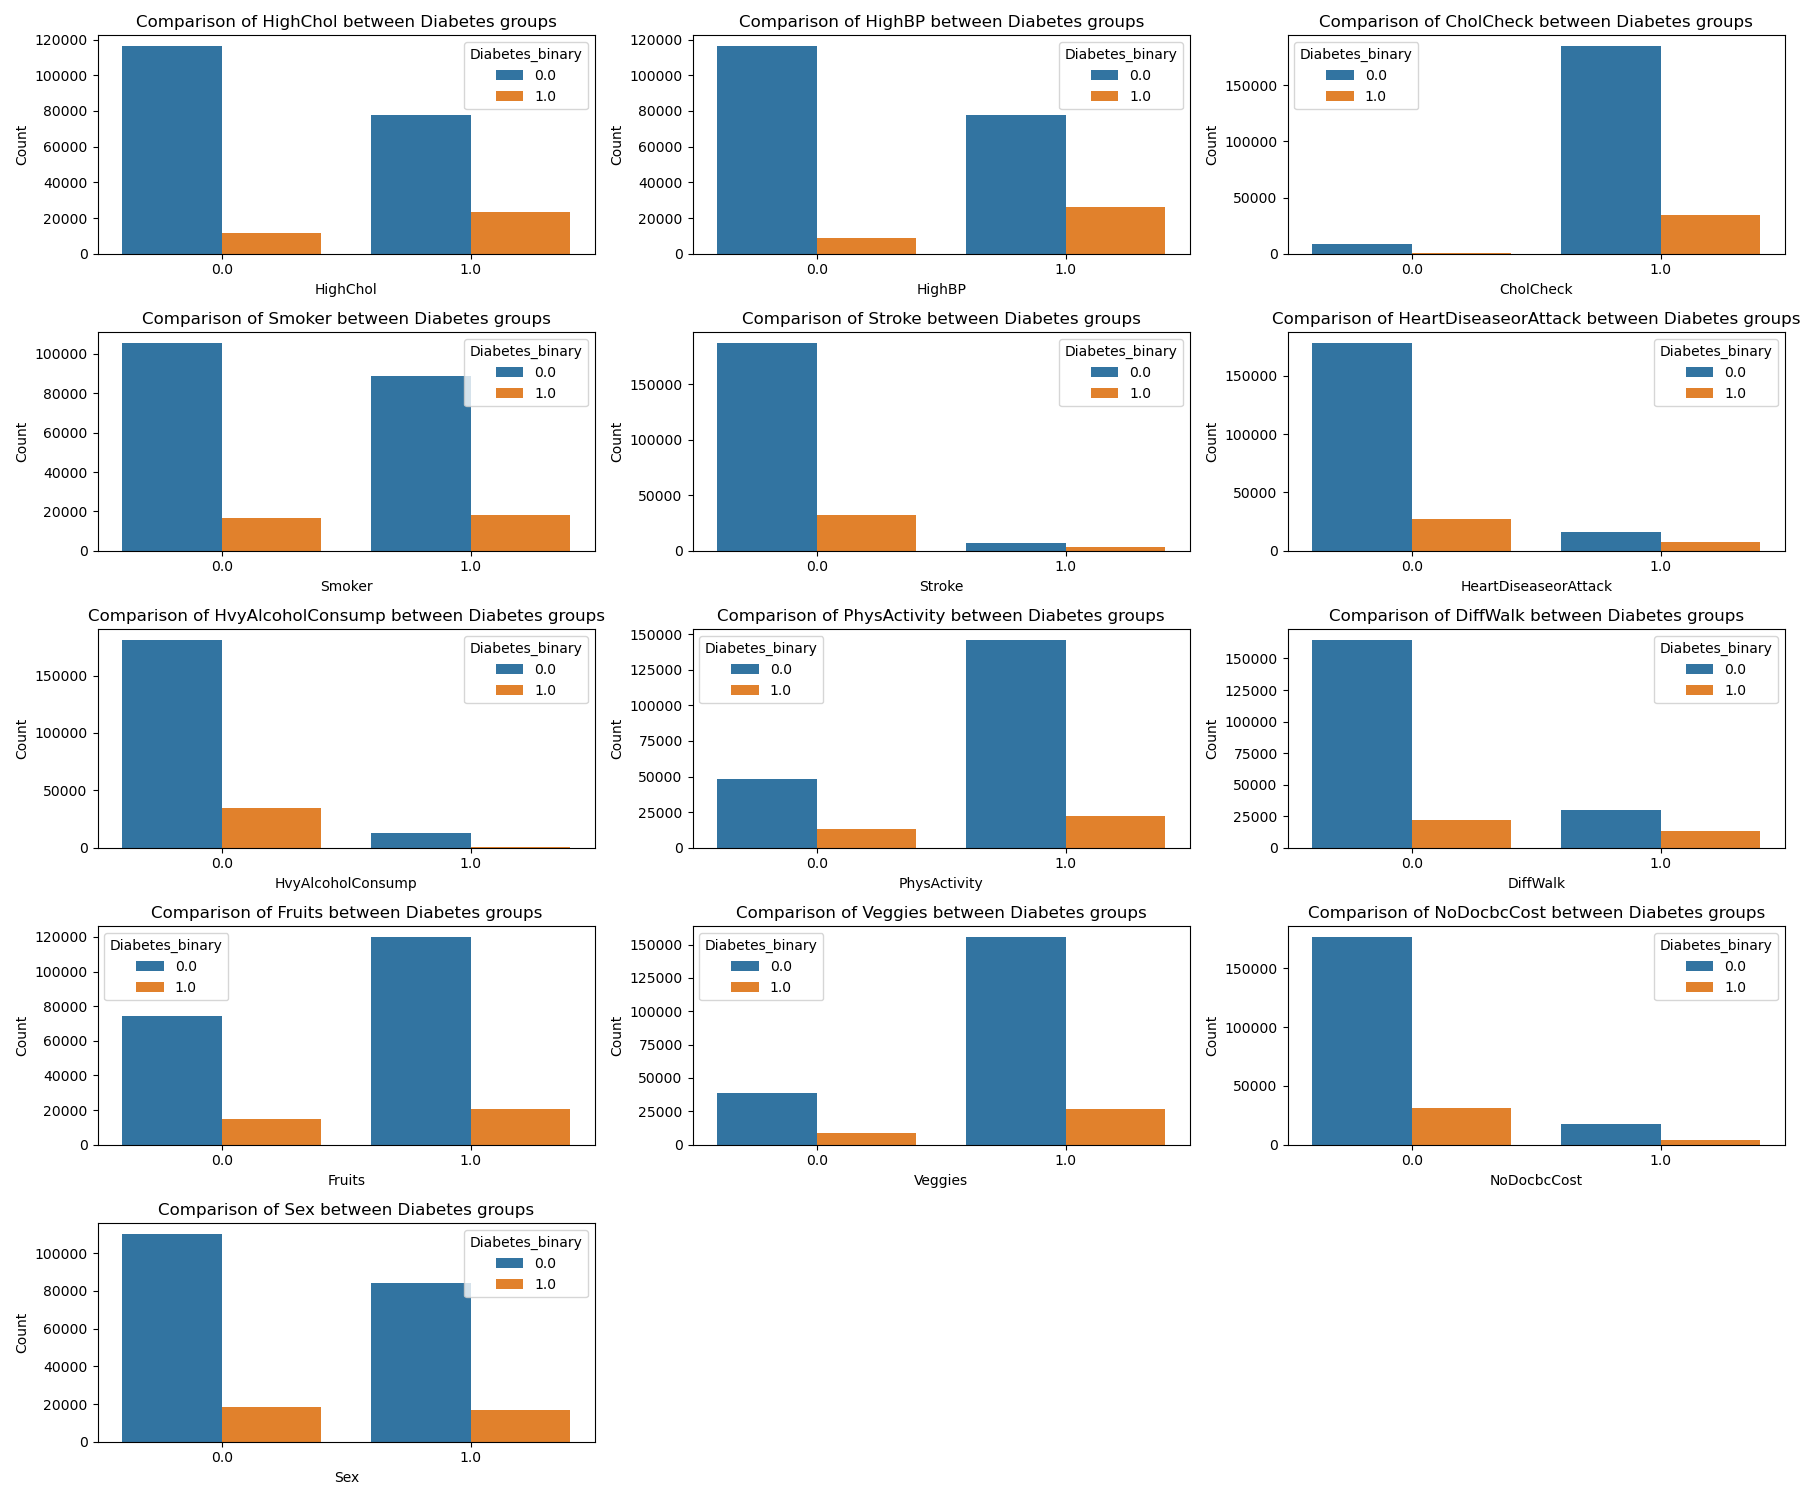 Comparison of HighChol between Diabetes groups
120000
100000
80000
60000
40000
20000
0
Count
Diabetes_binary
0.0
1.0
0.0 1.0
HighChol
Comparison of HighBP between Diabetes groups
120000
100000
80000
60000
40000
20000
0
Count
Diabetes_binary
0.0
1.0
0.0 1.0
HighBP
Comparison of CholCheck between Diabetes groups
150000
100000
50000
0
Count
Diabetes_binary
0.0
1.0
0.0 1.0
CholCheck
Comparison of Smoker between Diabetes groups
100000
80000
60000
40000
20000
0
Count
Diabetes_binary
0.0
1.0
0.0 1.0
Smoker
Comparison of Stroke between Diabetes groups
150000
100000
50000
0
Count
Diabetes_binary
0.0
1.0
0.0 1.0
Stroke
Comparison of HeartDiseaseorAttack between Diabetes groups
150000
100000
50000
0
Count
Diabetes_binary
0.0
1.0
0.0 1.0
HeartDiseaseorAttack
Comparison of HvyAlcoholConsump between Diabetes groups
150000
100000
50000
0
Count
Diabetes_binary
0.0
1.0
0.0 1.0
HvyAlcoholConsump
Comparison of PhysActivity between Diabetes groups
150000
125000
100000
75000
50000
25000
0
Count
Diabetes_binary
0.0
1.0
0.0 1.0
PhysActivity
Comparison of DiffWalk between Diabetes groups
150000
125000
100000
75000
50000
25000
0
Count
Diabetes_binary
0.0
1.0
0.0 1.0
DiffWalk
Comparison of Fruits between Diabetes groups
120000
100000
80000
60000
40000
20000
0
Count
Diabetes_binary
0.0
1.0
0.0 1.0
Fruits
Comparison of Veggies between Diabetes groups
150000
125000
100000
75000
50000
25000
0
Count
Diabetes_binary
0.0
1.0
0.0 1.0
Veggies
Comparison of NoDocbcCost between Diabetes groups
150000
100000
50000
0
Count
Diabetes_binary
0.0
1.0
0.0 1.0
NoDocbcCost
Comparison of Sex between Diabetes groups
100000
80000
60000
40000
20000
0
Count
Diabetes_binary
0.0
1.0
0.0 1.0
Sex